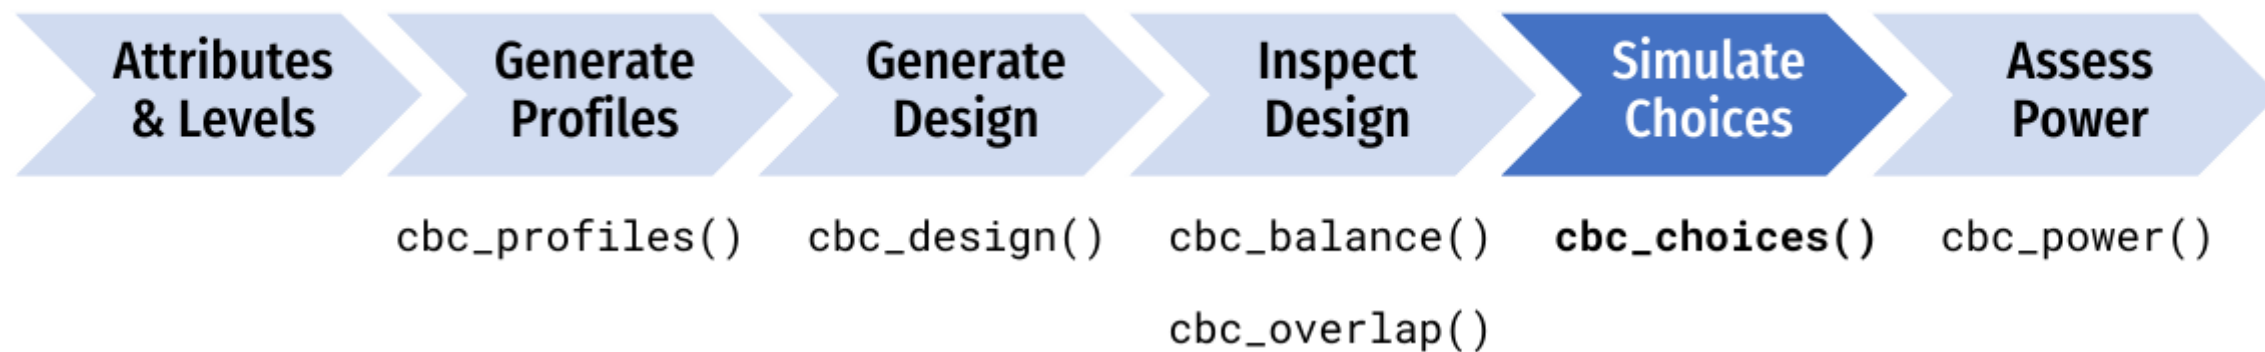 Attributes
& Levels
Generate
Profiles
Generate
Design
Inspect
Design
Simulate
Choices
Assess
Power
cbc_profiles()
cbc_design()
cbc_balance()
cbc_choices()
cbc_power()
cbc_overlap()